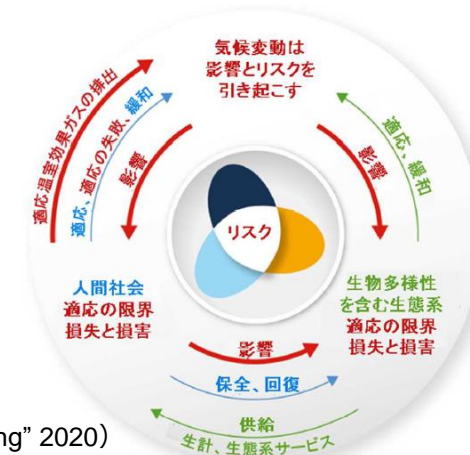 気候変動は
影響とリスクを
引き起こす
適応温室効果ガスの排出
適応、適応の失敗、緩和
影響
適応、緩和
影響
リスク
人間社会
適応の限界
損失と損害
生物多様性
を含む生態系
適応の限界
損失と損害
影響
保全、回復
供給
生計、生態系サービス
ng” 2020）